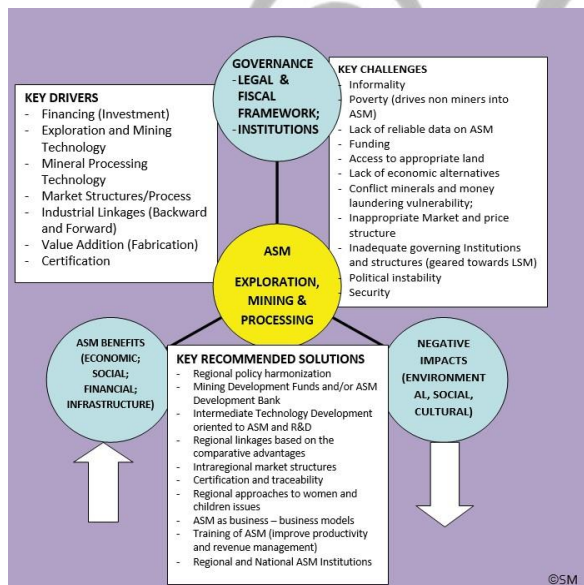 GOVERNANCE
-LEGAL &
FISCAL
FRAMEWORK;
-INSTITUTIONS
KEY DRIVERS
- Financing (Investment)
- Exploration and Mining
Technology
- Mineral Processing
Technology
- Market Structures/Process
- Industrial Linkages (Backward
and Forward)
- Value Addition (Fabrication)
- Certification
KEY CHALLENGES
- Informality
- Poverty (drives non miners into
ASM)
- Lack of reliable data on ASM
- Funding
- Access to appropriate land
- Lack of economic alternatives
- Conflict minerals and money
laundering vulnerability;
- Inappropriate Market and price
structure
- Inadequate governing Institutions
and structures (geared towards LSM)
- Political instability
- Security
ASM
EXPLORATION,
MINING &
PROCESSING
ASM BENEFITS
(ECONOMIC;
SOCIAL;
FINANCIAL;
INFRASTRUCTURE)
KEY RECOMMENDED SOLUTIONS
- Regional policy harmonization
- Mining Development Funds and/or ASM
Development Bank
- Intermediate Technology Development
oriented to ASM and R&D
- Regional linkages based on the
comparative advantages
- Intraregional market structures
- Certification and traceability
- Regional approaches to women and
children issues
- ASM as business – business models
- Training of ASM (improve productivity
and revenue management)
- Regional and National ASM Institutions
NEGATIVE
IMPACTS
(ENVIRONMENT
AL, SOCIAL,
CULTURAL)
©SM